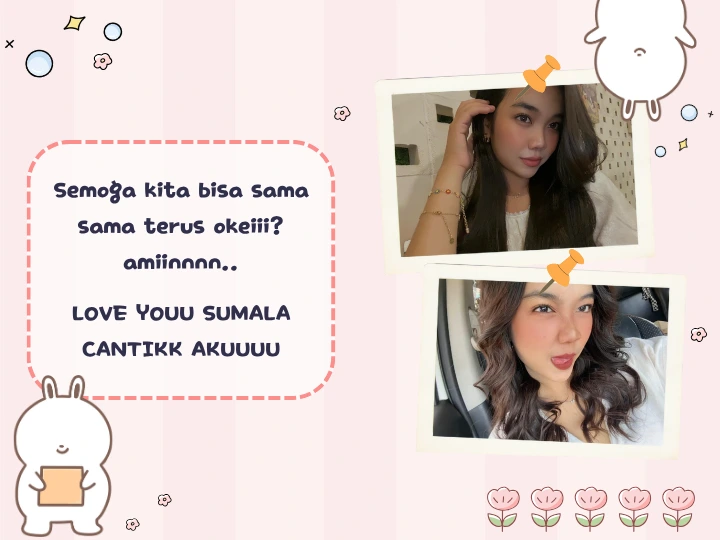 Semoga kita bisa sama
sama terus okeiii?
amiinnnn..
LOVE YOUU SUMALA
CANTIKK AKUUUU